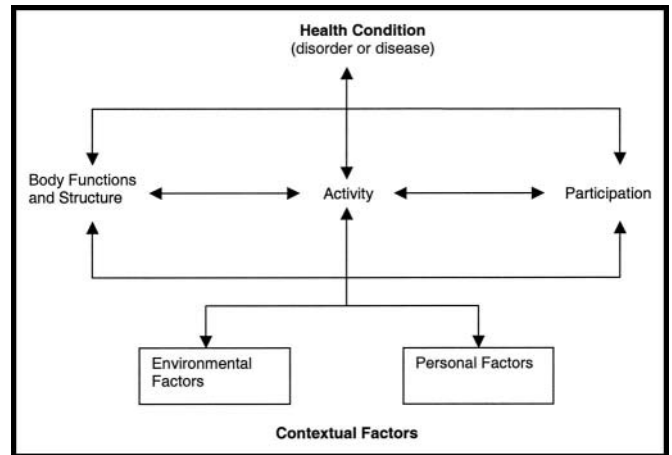 Health Condition
(disorder or disease)
Body Functions
and Structure
Activity
Participation
Environmental
Factors
Personal Factors
Contextual Factors